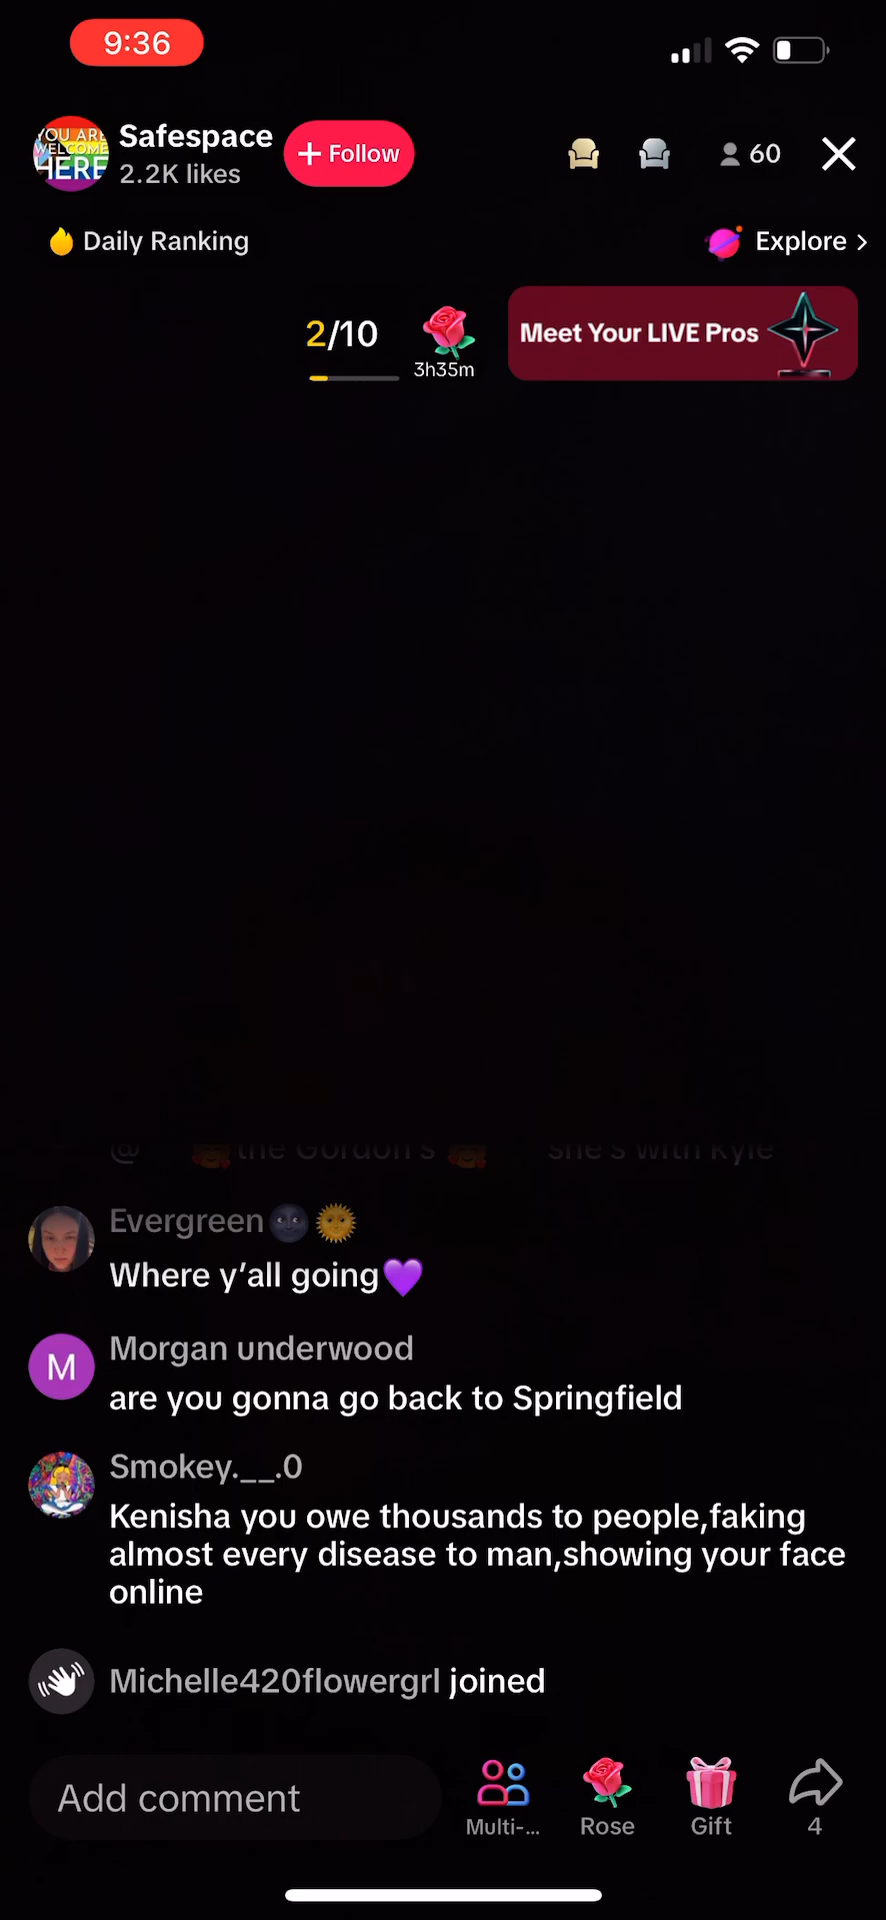 9:36
YOU ARE
WELCOME
HERE
Safespace
2.2K likes
+ Follow
60
Daily Ranking
Explore >
2/10
3h35m
Meet Your LIVE Pros
@ the Gordon's she's with kyle
Evergreen🌚🌞
Where y’all going💜
M
Morgan underwood
are you gonna go back to Springfield
Smokey.__.0
Kenisha you owe thousands to people,faking
almost every disease to man,showing your face
online
Michelle420flowergrl joined
Add comment
Multi-...
Rose
Gift
4